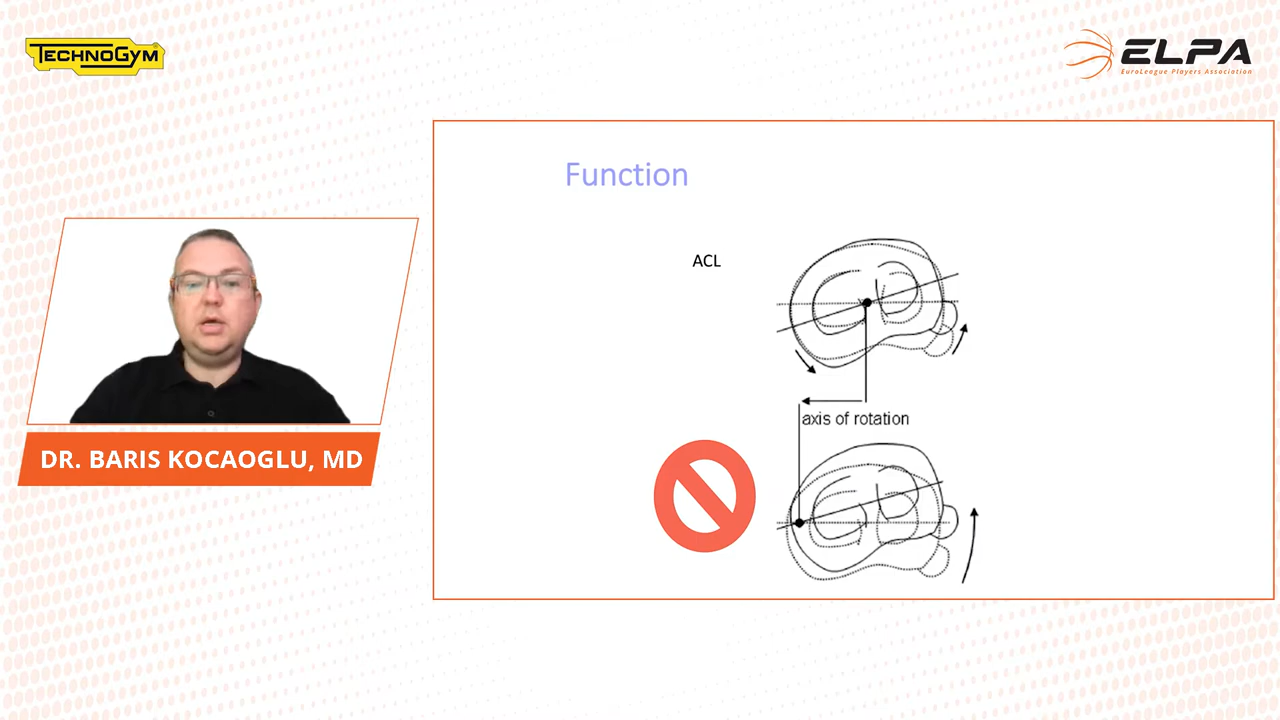 TECHNOGYM
ELPA
EuroLeague Players Association
Function
ACL
axis of rotation
DR. BARIS KOCAOGLU, MD